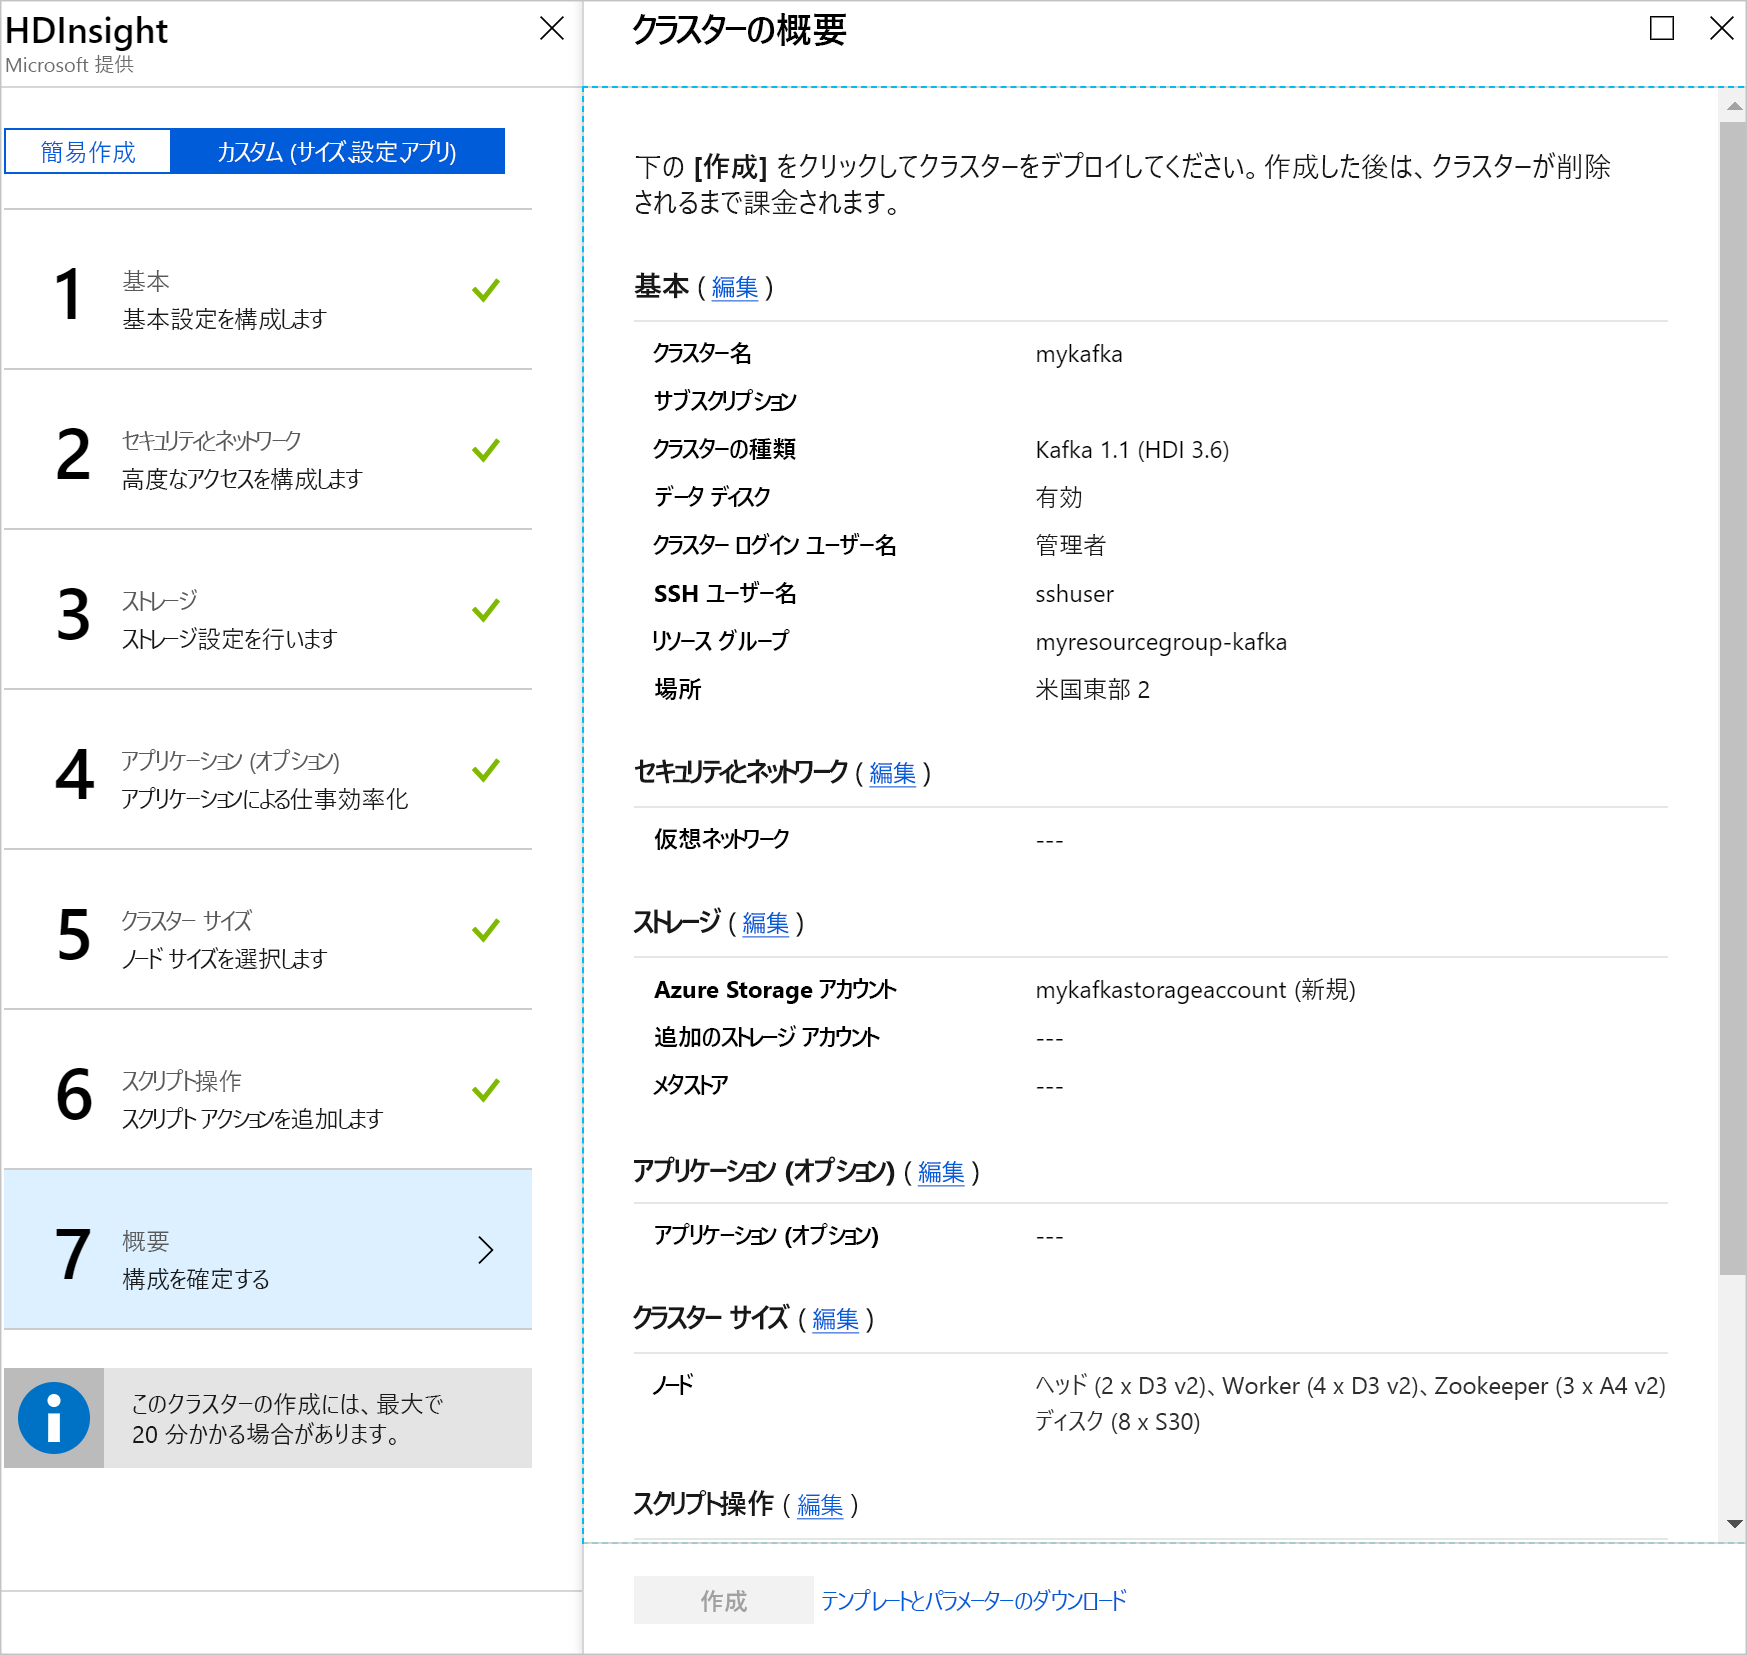 HDInsight
Microsoft 提供
簡易作成
カスタム (サイズ、設定、アプリ)
1
基本
基本設定を構成します
2
セキュリティとネットワーク
高度なアクセスを構成します
3
ストレージ
ストレージ設定を行います
4
アプリケーション (オプション)
アプリケーションによる仕事効率化
5
クラスター サイズ
ノード サイズを選択します
6
スクリプト操作
スクリプト アクションを追加します
7
概要
構成を確定する
このクラスターの作成には、最大で
20 分かかる場合があります。
クラスターの概要
下の [作成] をクリックしてクラスターをデプロイしてください。作成した後は、クラスターが削除
されるまで課金されます。
基本 ( 編集 )
クラスター名 mykafka
サブスクリプション
クラスターの種類 Kafka 1.1 (HDI 3.6)
データ ディスク 有効
クラスター ログイン ユーザー名 管理者
SSH ユーザー名 sshuser
リソース グループ myresourcegroup-kafka
場所 米国東部 2
セキュリティとネットワーク ( 編集 )
仮想ネットワーク ---
ストレージ ( 編集 )
Azure Storage アカウント mykafkastorageaccount (新規)
追加のストレージ アカウント ---
メタストア ---
アプリケーション (オプション) ( 編集 )
アプリケーション (オプション) ---
クラスター サイズ ( 編集 )
ノード ヘッド (2 x D3 v2)、Worker (4 x D3 v2)、Zookeeper (3 x A4 v2)
ディスク (8 x S30)
スクリプト操作 ( 編集 )
作成 テンプレートとパラメーターのダウンロード